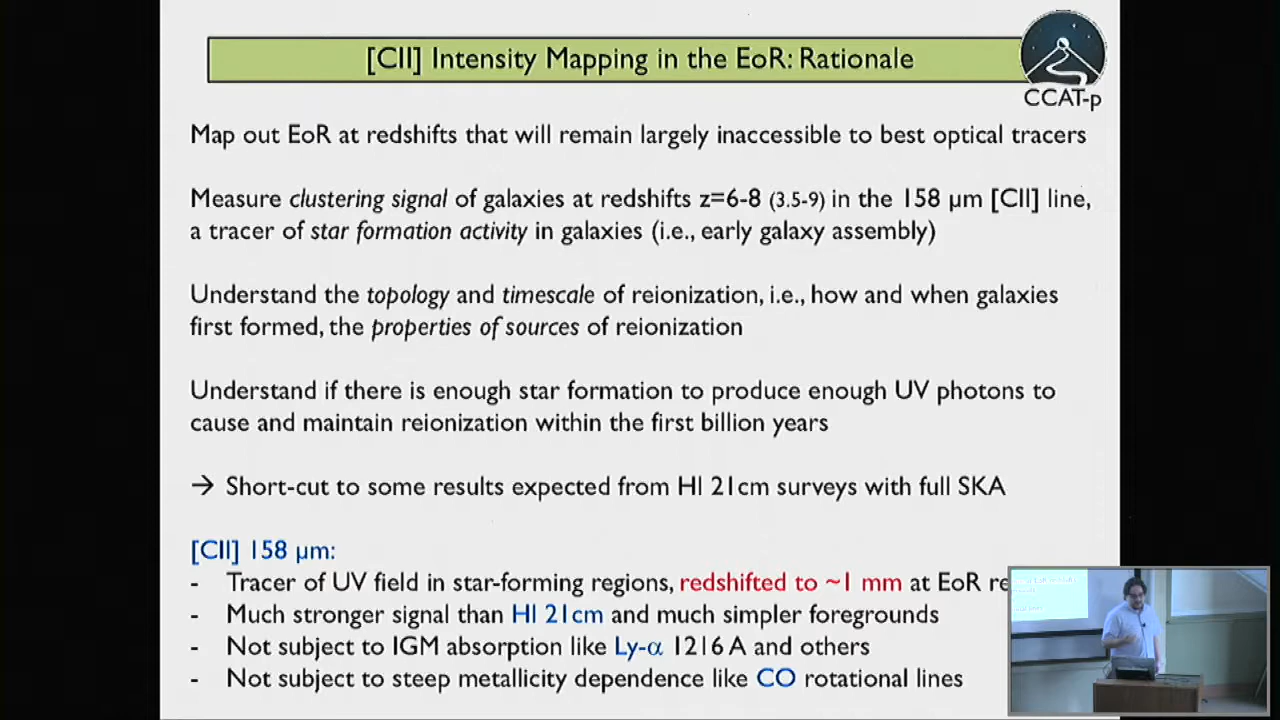 [CII] Intensity Mapping in the EoR: Rationale
CCAT-p
Map out EoR at redshifts that will remain largely inaccessible to best optical tracers
Measure clustering signal of galaxies at redshifts z=6-8 (3.5-9) in the 158 μm [CII] line,
a tracer of star formation activity in galaxies (i.e., early galaxy assembly)
Understand the topology and timescale of reionization, i.e., how and when galaxies
first formed, the properties of sources of reionization
Understand if there is enough star formation to produce enough UV photons to
cause and maintain reionization within the first billion years
→ Short-cut to some results expected from HI 21cm surveys with full SKA
[CII] 158 μm:
- Tracer of UV field in star-forming regions, redshifted to ~1 mm at EoR
- Much stronger signal than HI 21cm and much simpler foregrounds
- Not subject to IGM absorption like Ly-α 1216 A and others
- Not subject to steep metallicity dependence like CO rotational lines